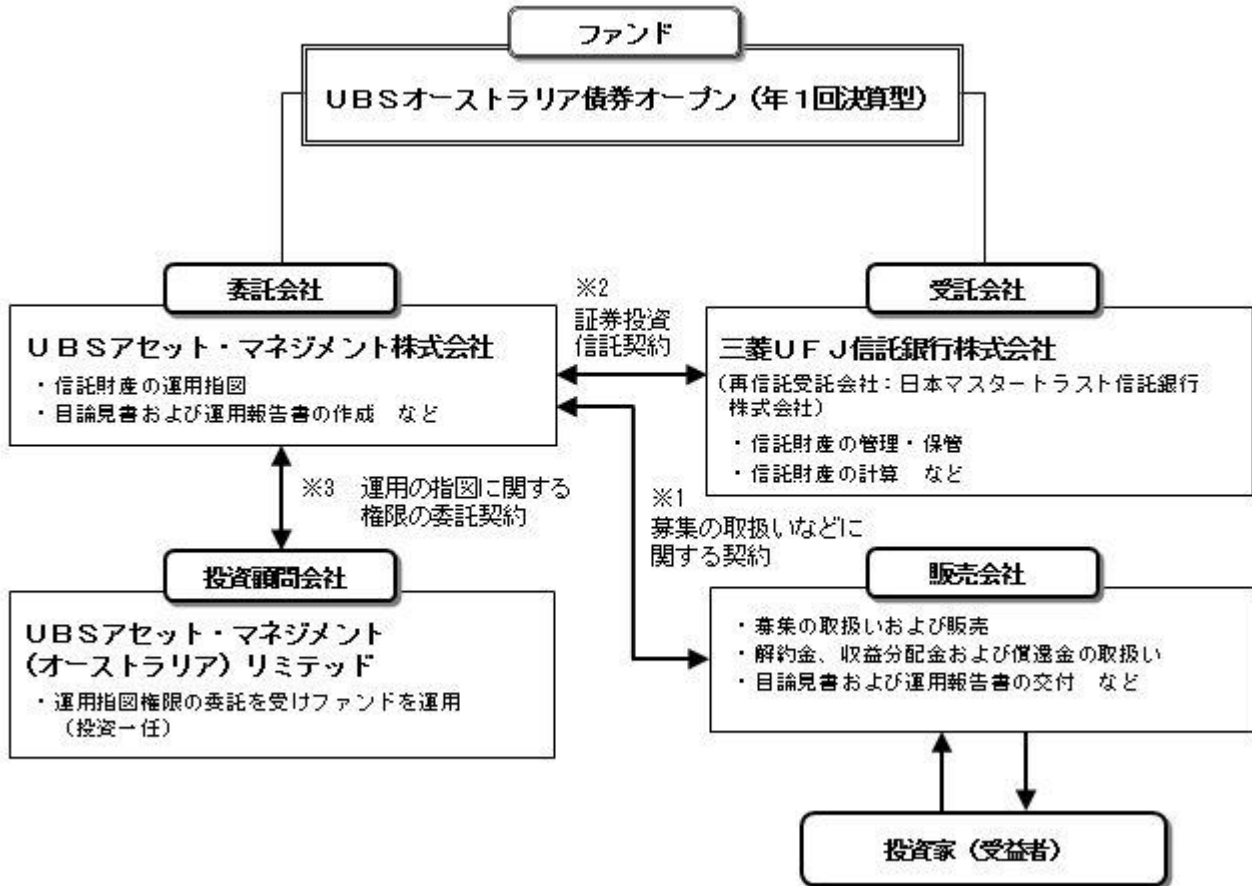 ファンド
UBSオーストラリア債券オープン（年1回決算型）
委託会社
UBSアセット・マネジメント株式会社
・信託財産の運用指図
・目論見書および運用報告書の作成　など
※2
証券投資
信託契約
受託会社
三菱UFJ信託銀行株式会社
（再信託受託会社：日本マスタートラスト信託銀行
株式会社）
・信託財産の管理・保管
・信託財産の計算　など
※3　運用の指図に関する
権限の委託契約
※1
募集の取扱いなどに
関する契約
投資顧問会社
UBSアセット・マネジメント
（オーストラリア）リミテッド
・運用指図権限の委託を受けファンドを運用
（投資一任）
販売会社
・募集の取扱いおよび販売
・解約金、収益分配金および償還金の取扱い
・目論見書および運用報告書の交付　など
投資家（受益者）